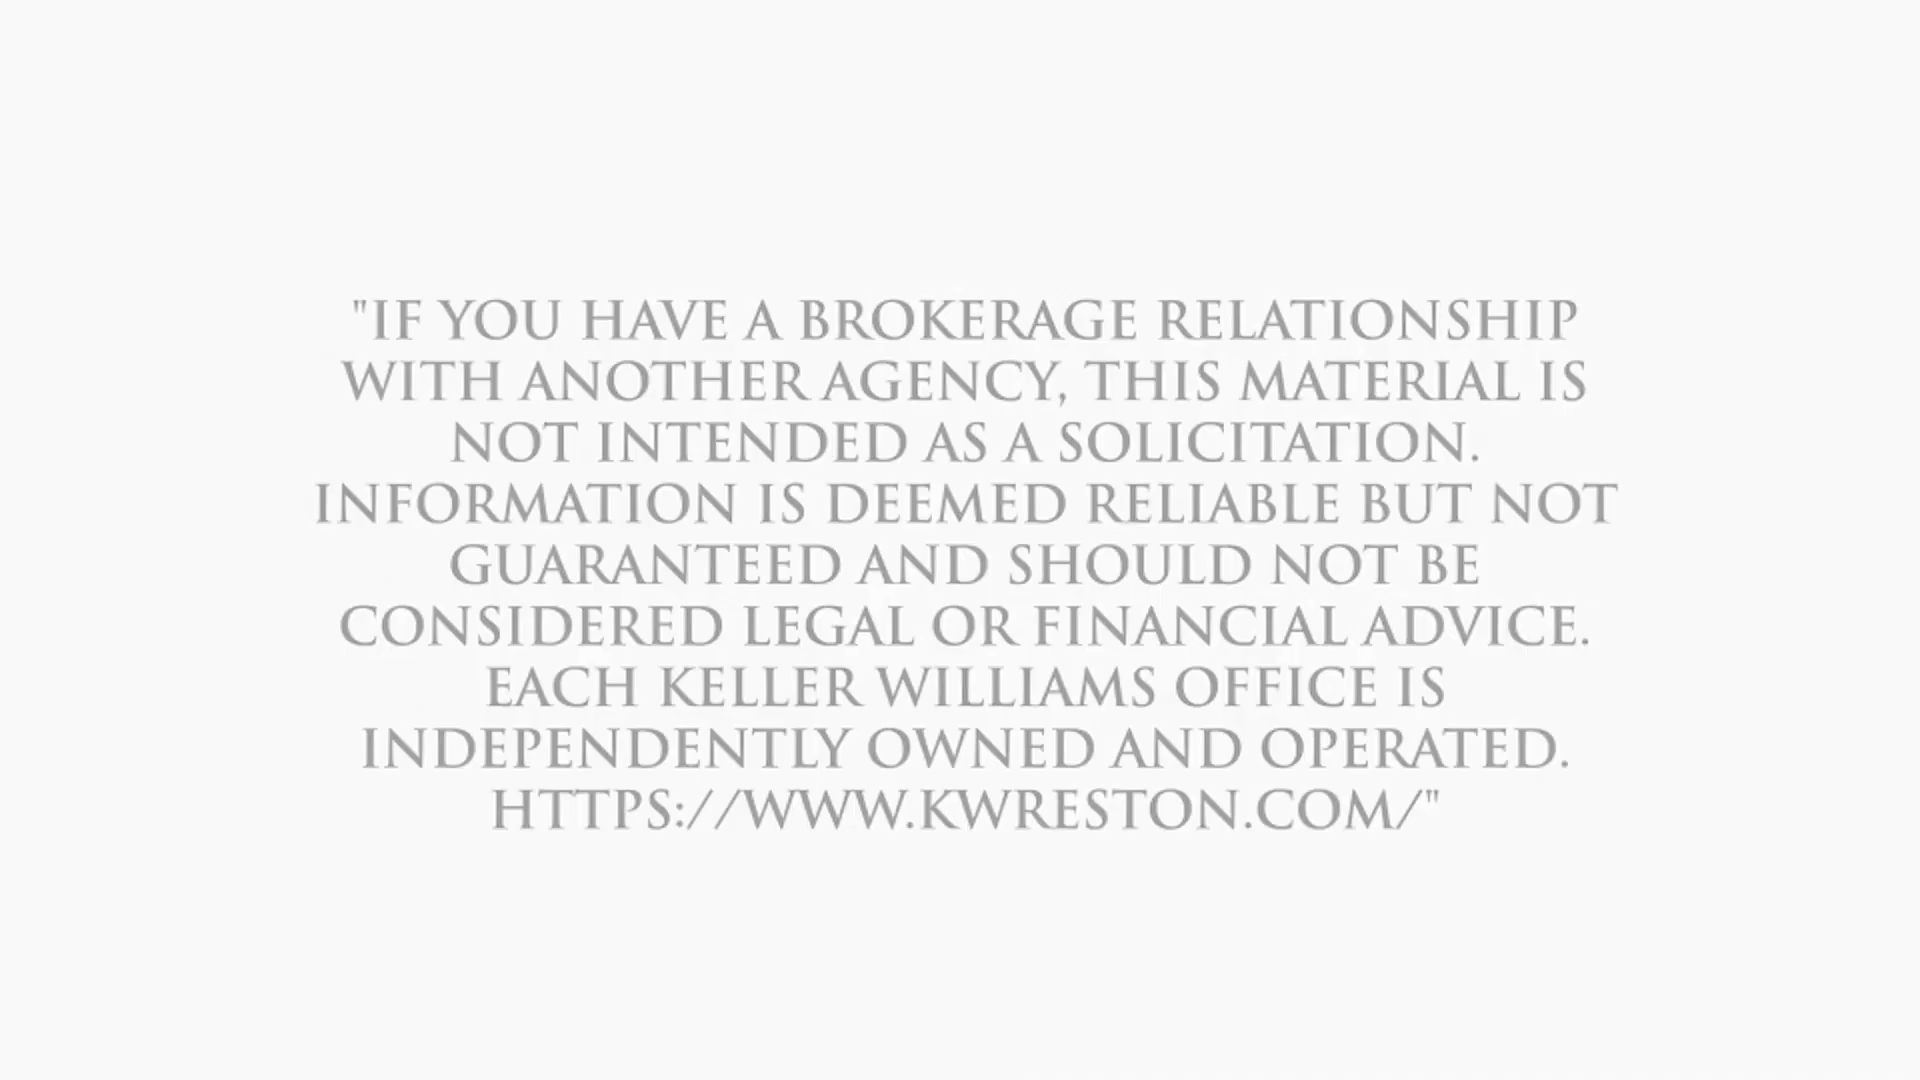 "IF YOU HAVE A BROKERAGE RELATIONSHIP
WITH ANOTHER AGENCY, THIS MATERIAL IS
NOT INTENDED AS A SOLICITATION.
INFORMATION IS DEEMED RELIABLE BUT NOT
GUARANTEED AND SHOULD NOT BE
CONSIDERED LEGAL OR FINANCIAL ADVICE.
EACH KELLER WILLIAMS OFFICE IS
INDEPENDENTLY OWNED AND OPERATED.
HTTPS://WWW.KWRESTON.COM/"